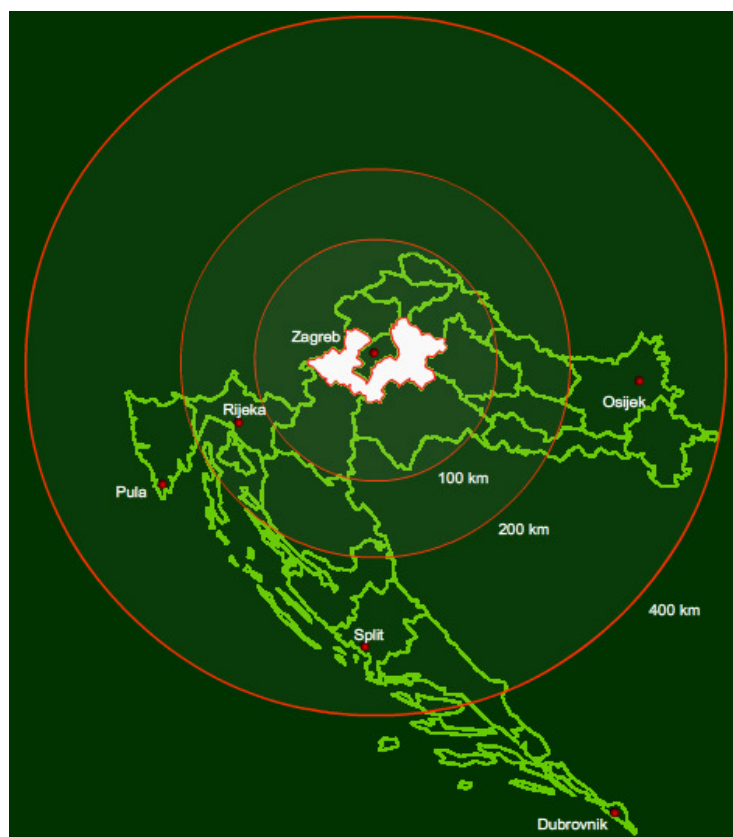 Zagreb
Rijeka
Osijek
100 km
Pula
200 km
400 km
Split
Dubrovnik